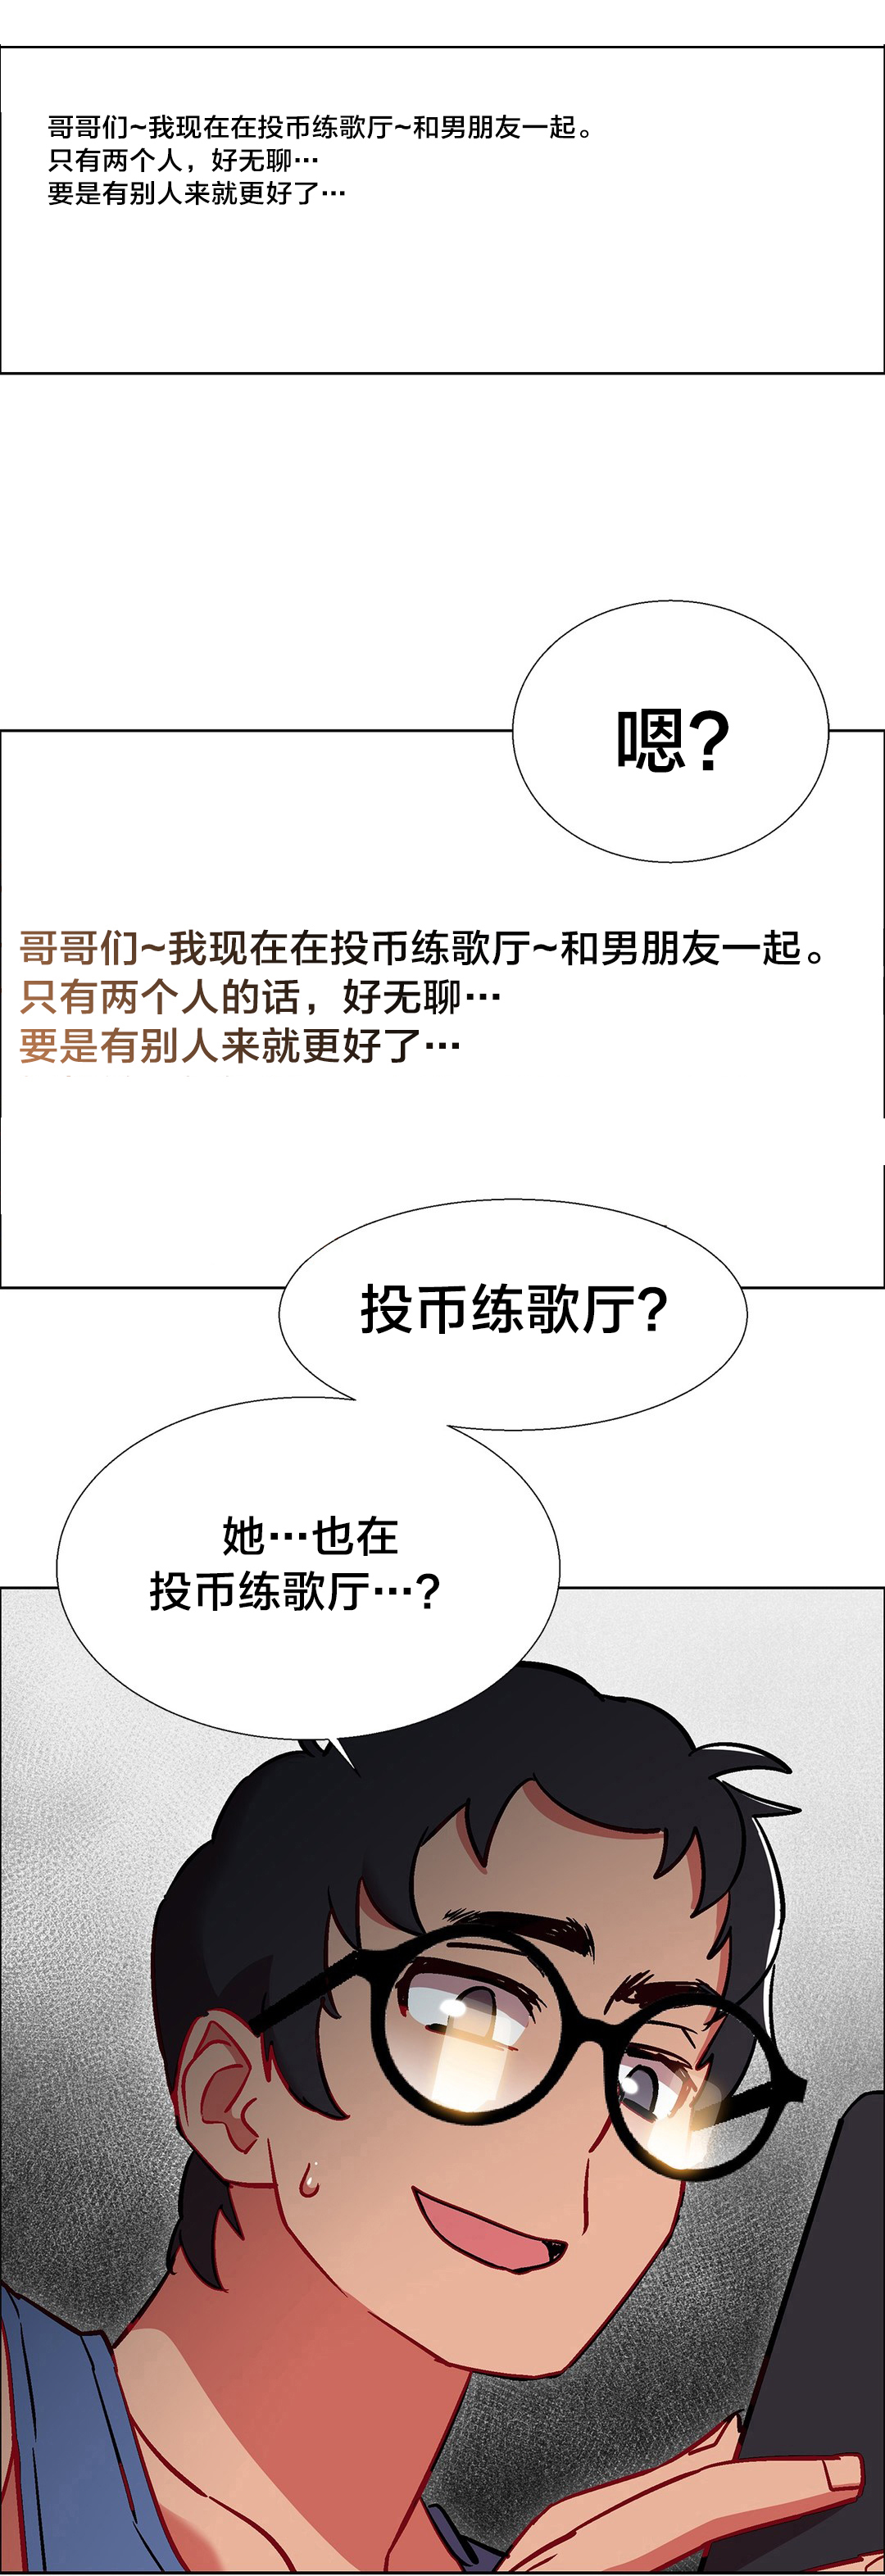 哥哥们~我现在在投币练歌厅~和男朋友一起。
只有两个人，好无聊…
要是有别人来就更好了…
嗯?
哥哥们~我现在在投币练歌厅~和男朋友一起。
只有两个人的话，好无聊…
要是有别人来就更好了…
投币练歌厅?
她…也在
投币练歌厅…?